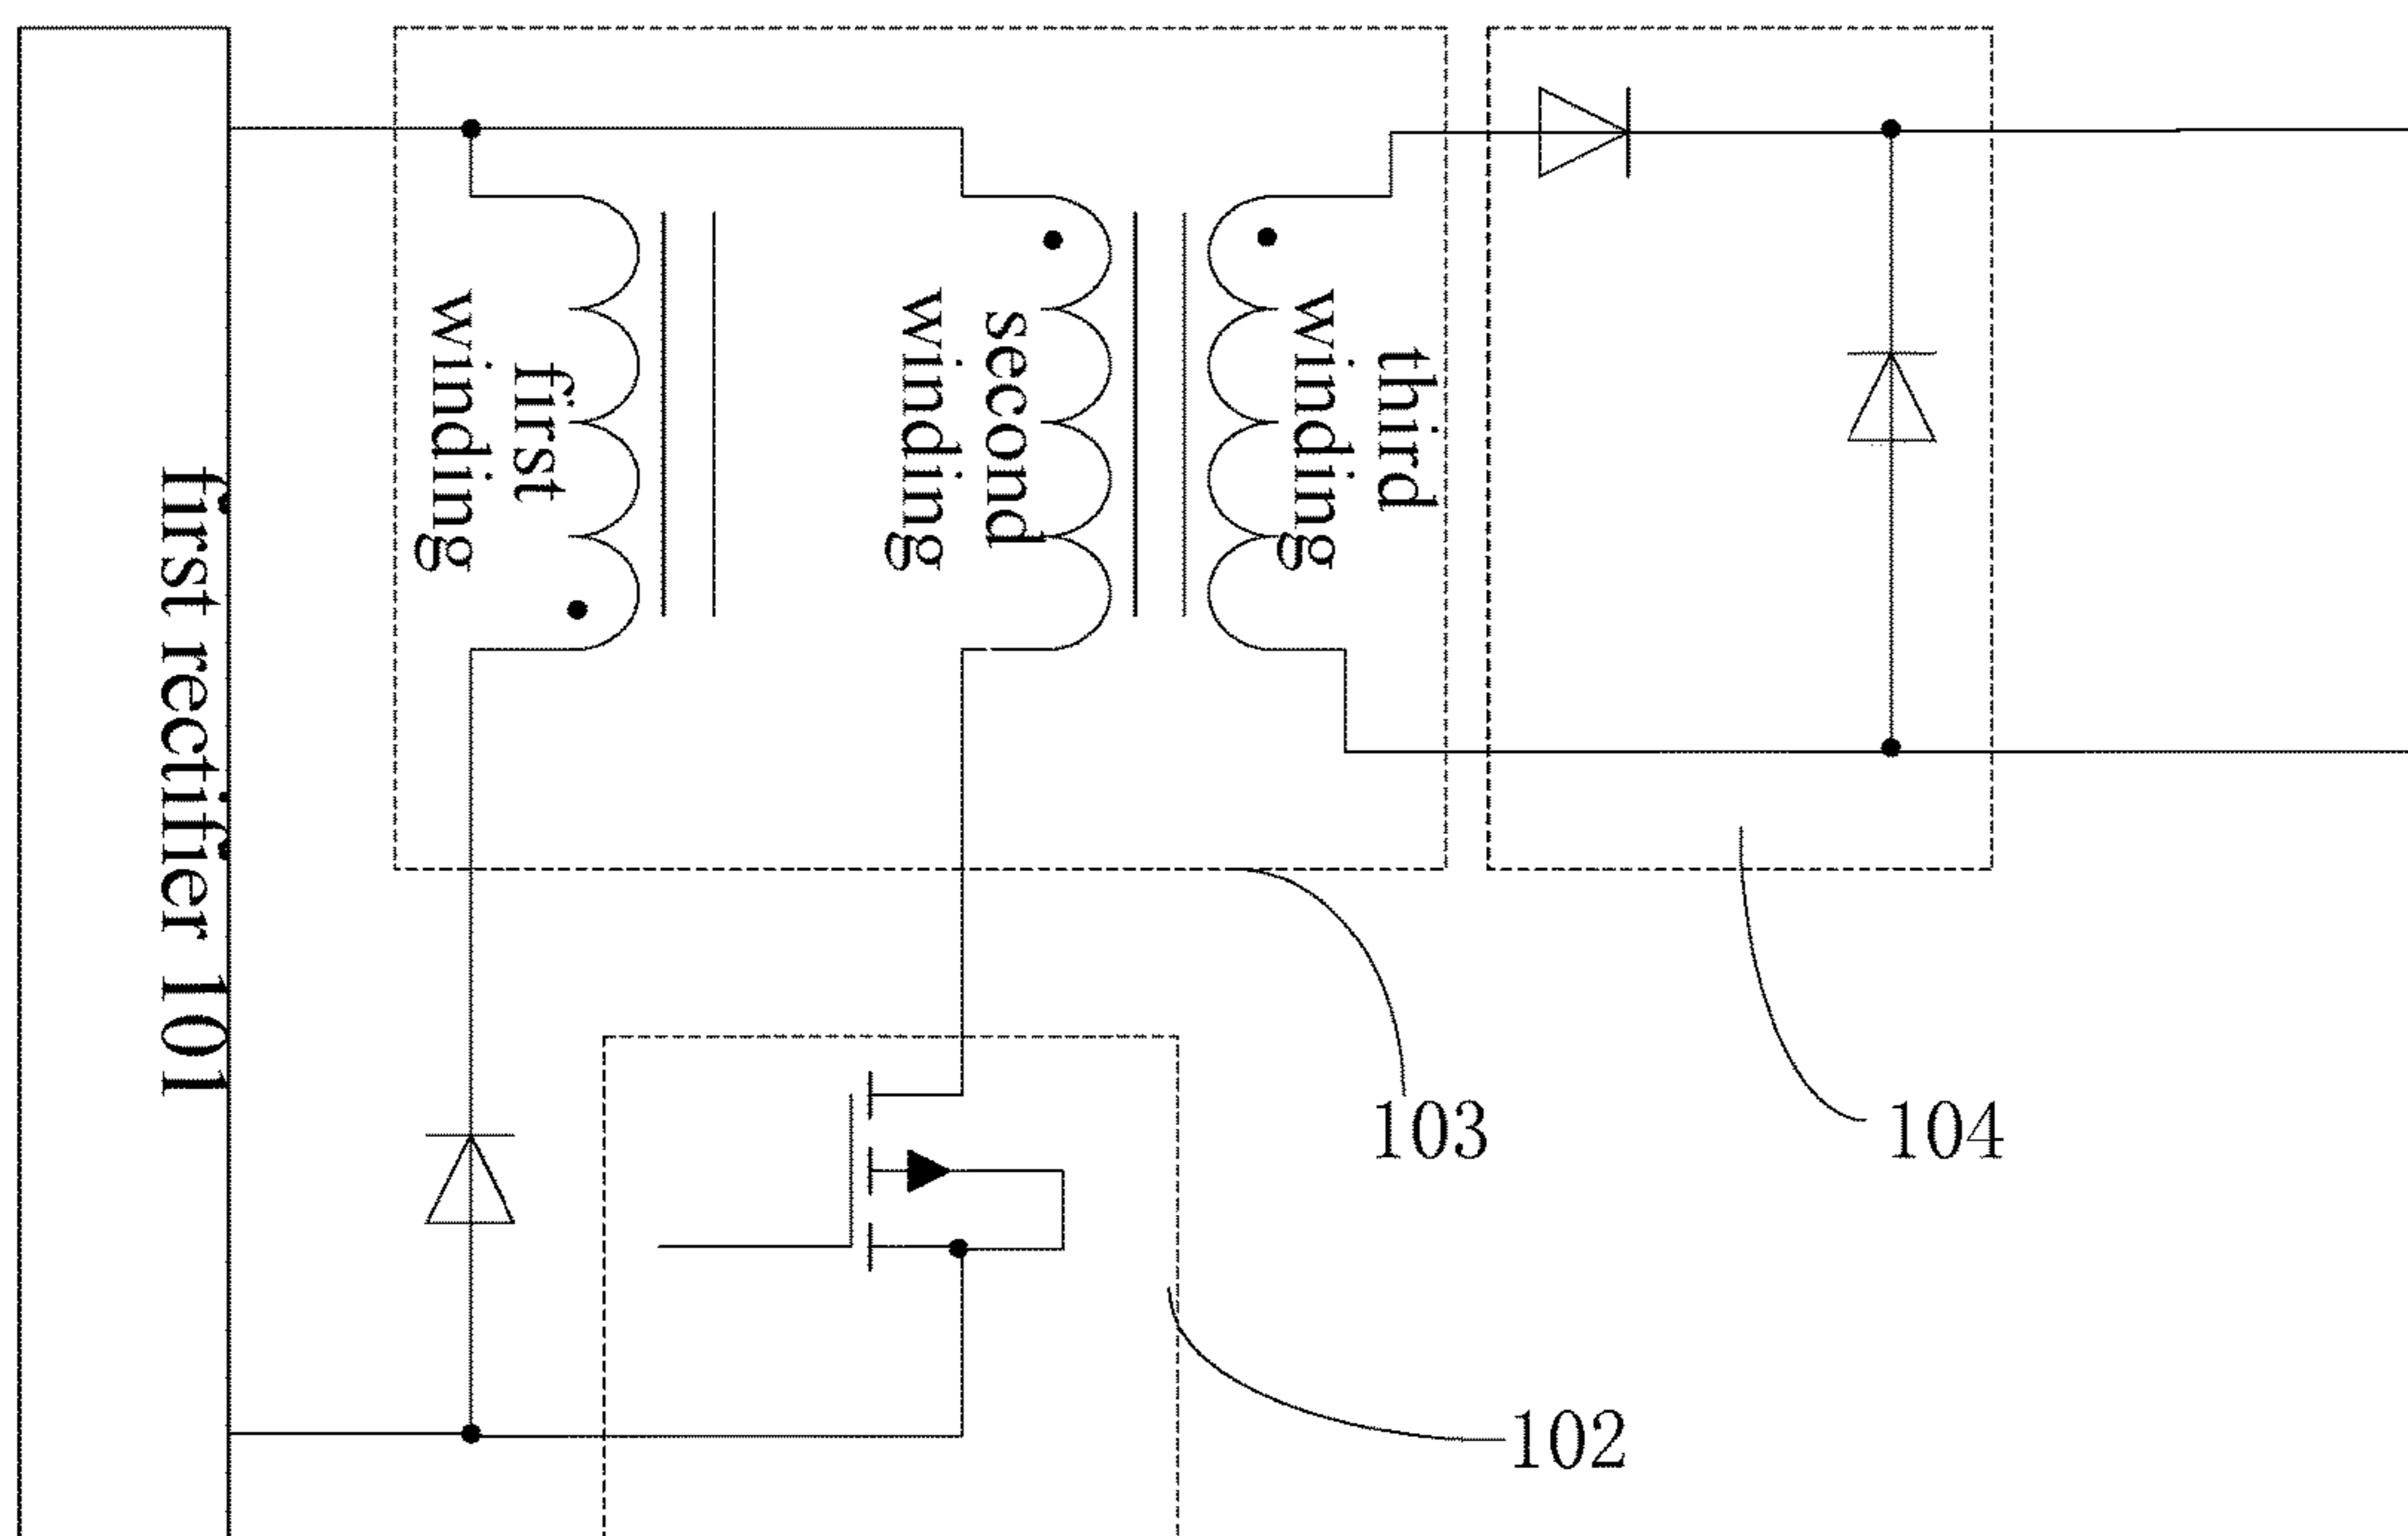 first rectifier 101
first
winding
second
winding
third
winding
103
104
102